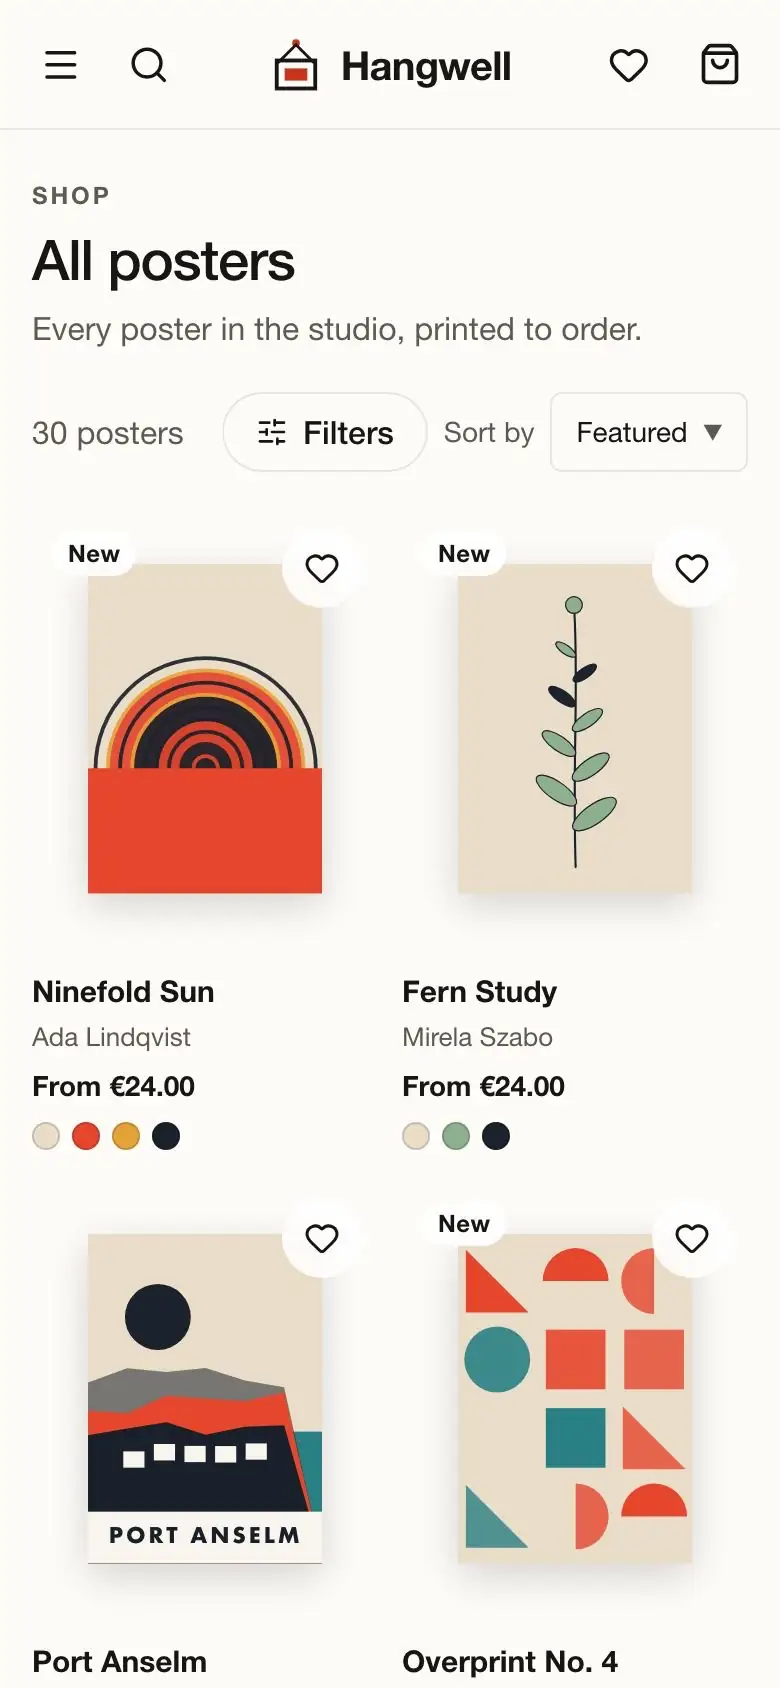 Hangwell
SHOP
All posters
Every poster in the studio, printed to order.
30 posters
Filters
Sort by
Featured
New
New
Ninefold Sun
Ada Lindqvist
From €24.00
Fern Study
Mirela Szabo
From €24.00
PORT ANSELM
New
Port Anselm
Overprint No. 4